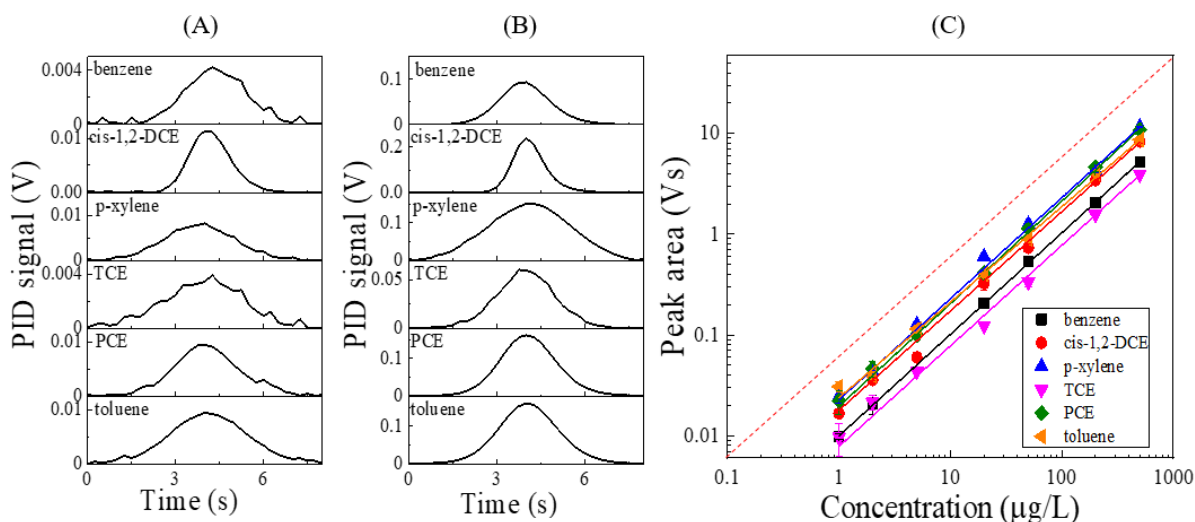 (A)
(B)
(C)
PID signal (V)
0.004
0
benzene
0.01
0.00
cis-1,2-DCE
0.01
0
p-xylene
0.004
0
TCE
0.01
0
PCE
0.01
0
toluene
0 3 6
Time (s)
PID signal (V)
0.1
0
benzene
0.2
0.0
cis-1,2-DCE
0.1
0
p-xylene
0.05
0
TCE
0.1
0
PCE
0.1
0
toluene
0 3 6
Time (s)
Peak area (Vs)
10
1
0.1
0.01
benzene
cis-1,2-DCE
p-xylene
TCE
PCE
toluene
0.1 1 10 100 1000
Concentration (µg/L)